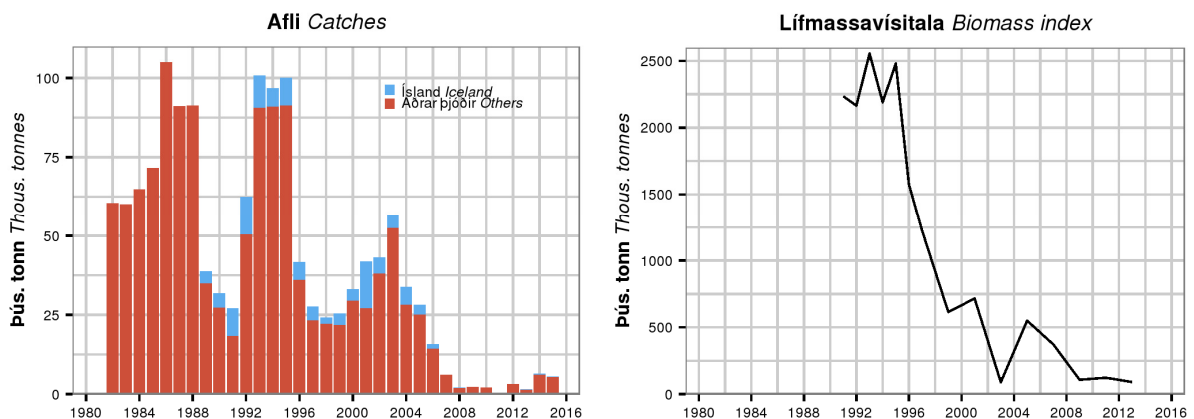 Afli Catches
Þús. tonn Thous. tonnes
100
75
50
25
0
Ísland Iceland
Aðrar þjóðir Others
1980 1984 1988 1992 1996 2000 2004 2008 2012 2016
Lífmassavísitala Biomass index
Þús. tonn Thous. tonnes
2500
2000
1500
1000
500
0
1980 1984 1988 1992 1996 2000 2004 2008 2012 2016